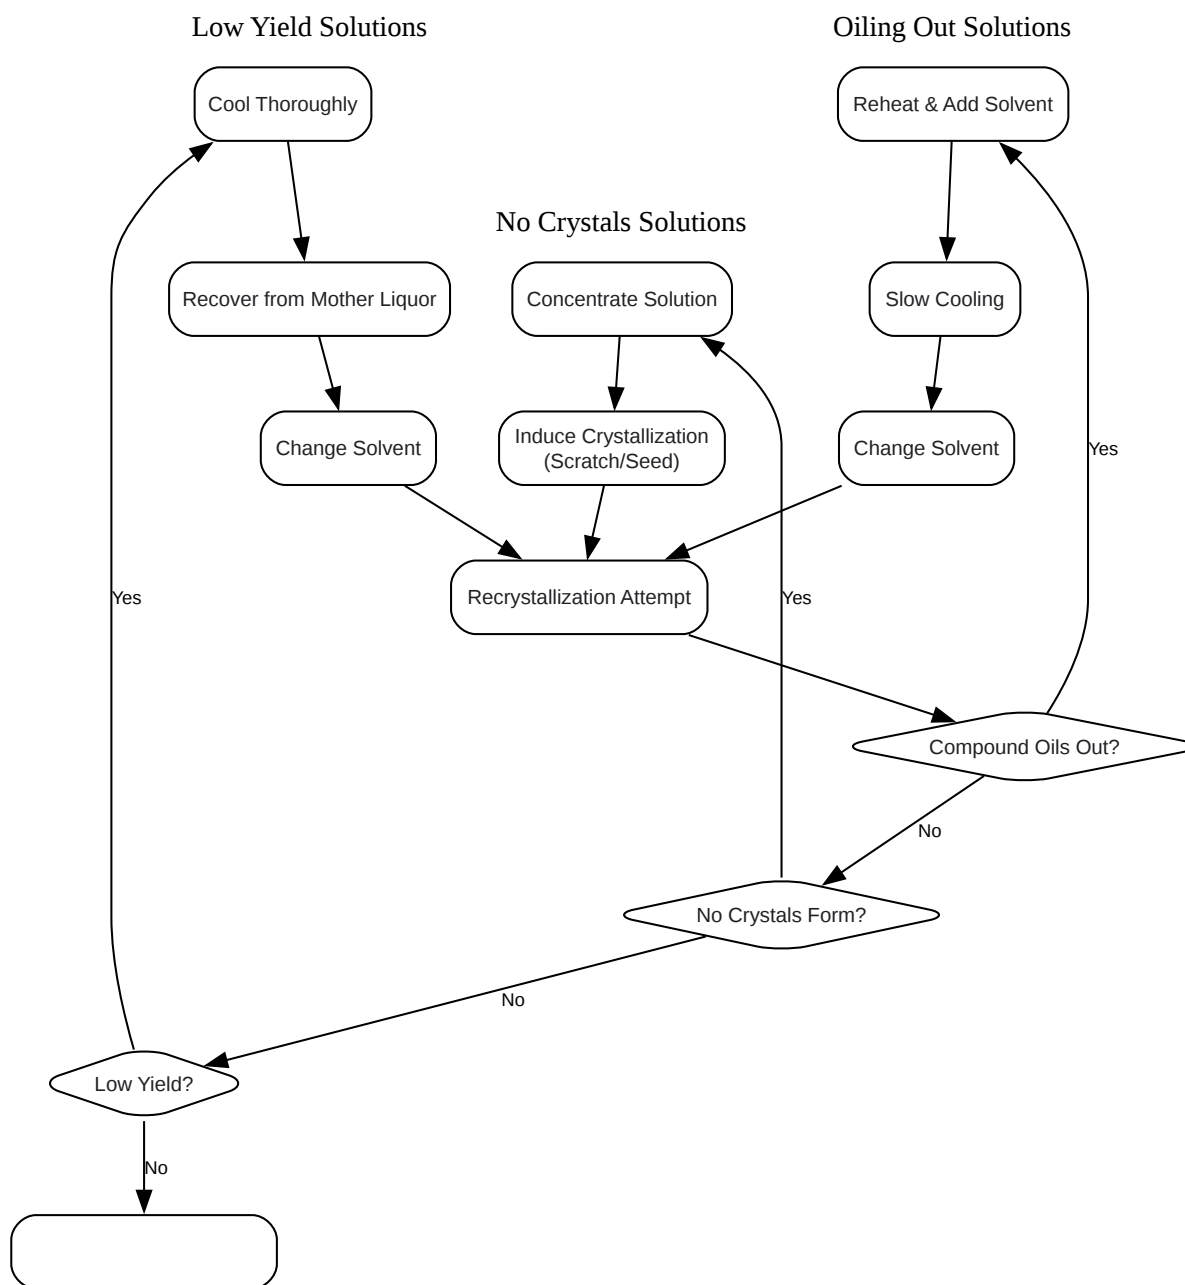 Low Yield Solutions
Oiling Out Solutions
Cool Thoroughly
Reheat & Add Solvent
No Crystals Solutions
Recover from Mother Liquor
Concentrate Solution
Slow Cooling
Change Solvent
Induce Crystallization
(Scratch/Seed)
Change Solvent
Yes
Recrystallization Attempt
Yes
Yes
Compound Oils Out?
No
No Crystals Form?
No
Low Yield?
No